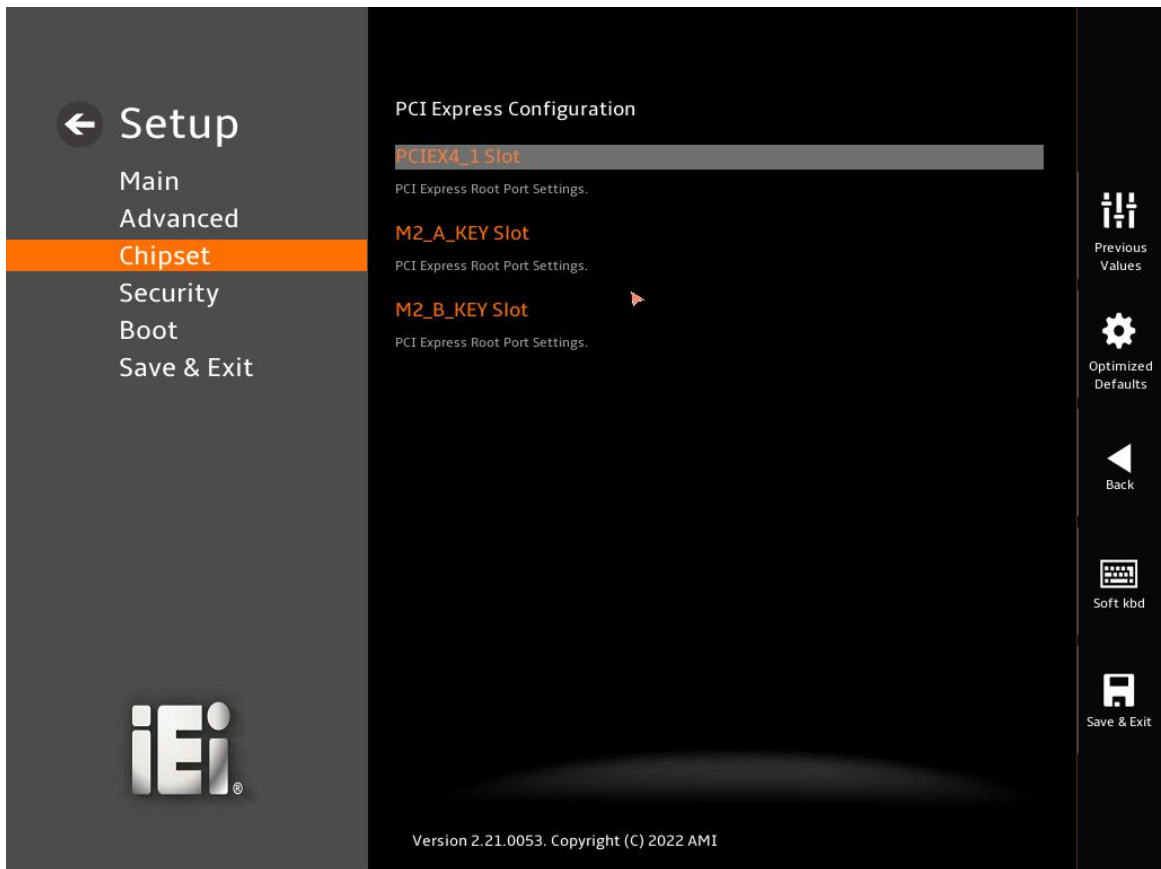 Setup
Main
Advanced
Chipset
Security
Boot
Save & Exit
PCI Express Configuration
PCIEX4_1 Slot
PCI Express Root Port Settings.
M2_A_KEY Slot
PCI Express Root Port Settings.
M2_B_KEY Slot
PCI Express Root Port Settings.
Previous
Values
Optimized
Defaults
Back
Soft kbd
Save & Exit
iEi®
Version 2.21.0053. Copyright (C) 2022 AMI